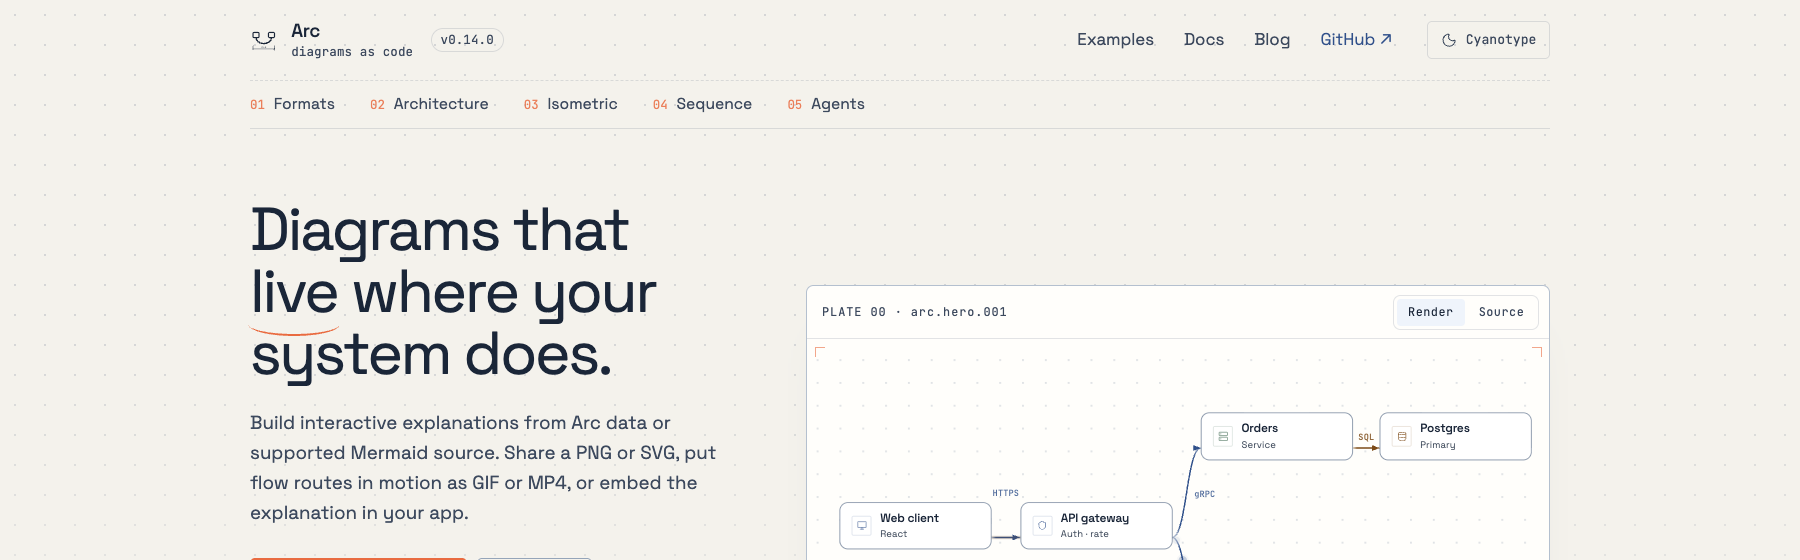 Arc
diagrams as code
v0.14.0
Examples Docs Blog GitHub ↗ Cyanotype
01 Formats 02 Architecture 03 Isometric 04 Sequence 05 Agents
Diagrams that
live where your
system does.
Build interactive explanations from Arc data or
supported Mermaid source. Share a PNG or SVG, put
flow routes in motion as GIF or MP4, or embed the
explanation in your app.
PLATE 00 · arc.hero.001
Render Source
Orders
Service
SQL
Postgres
Primary
gRPC
HTTPS
Web client
React
API gateway
Auth · rate